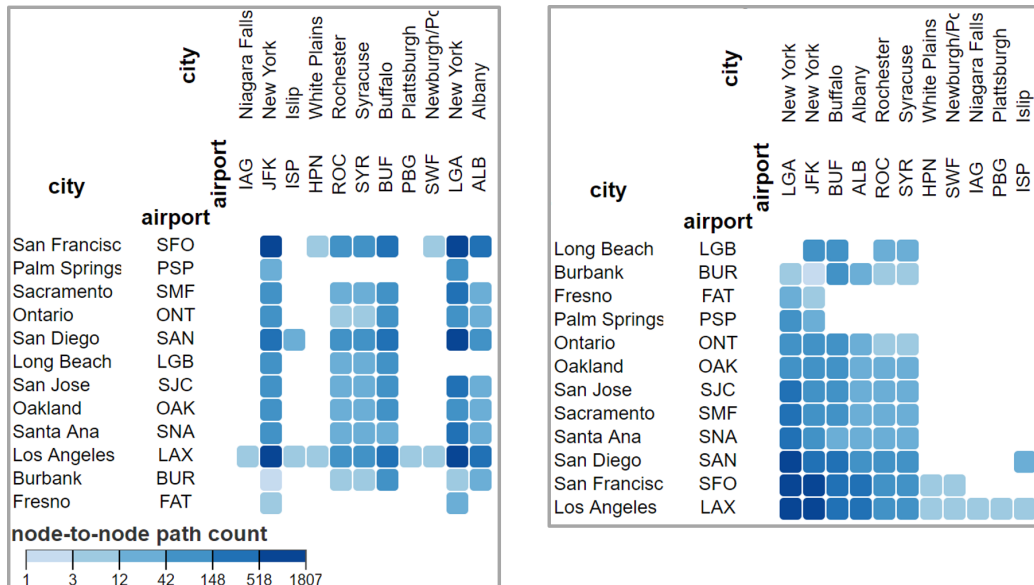 city
Niagara Falls
New York
Islip
White Plains
Rochester
Syracuse
Buffalo
Plattsburgh
Newburgh/Po
New York
Albany
airport
IAG
JFK
ISP
HPN
ROC
SYR
BUF
PBG
SWF
LGA
ALB
city
airport
San Francisc SFO
Palm Springs PSP
Sacramento SMF
Ontario ONT
San Diego SAN
Long Beach LGB
San Jose SJC
Oakland OAK
Santa Ana SNA
Los Angeles LAX
Burbank BUR
Fresno FAT
node-to-node path count
1 3 12 42 148 518 1807
city
New York
New York
Buffalo
Albany
Rochester
Syracuse
White Plains
Newburgh/Po
Niagara Falls
Plattsburgh
Islip
airport
LGA
JFK
BUF
ALB
ROC
SYR
HPN
SWF
IAG
PBG
ISP
city
airport
Long Beach LGB
Burbank BUR
Fresno FAT
Palm Springs PSP
Ontario ONT
Oakland OAK
San Jose SJC
Sacramento SMF
Santa Ana SNA
San Diego SAN
San Francisc SFO
Los Angeles LAX